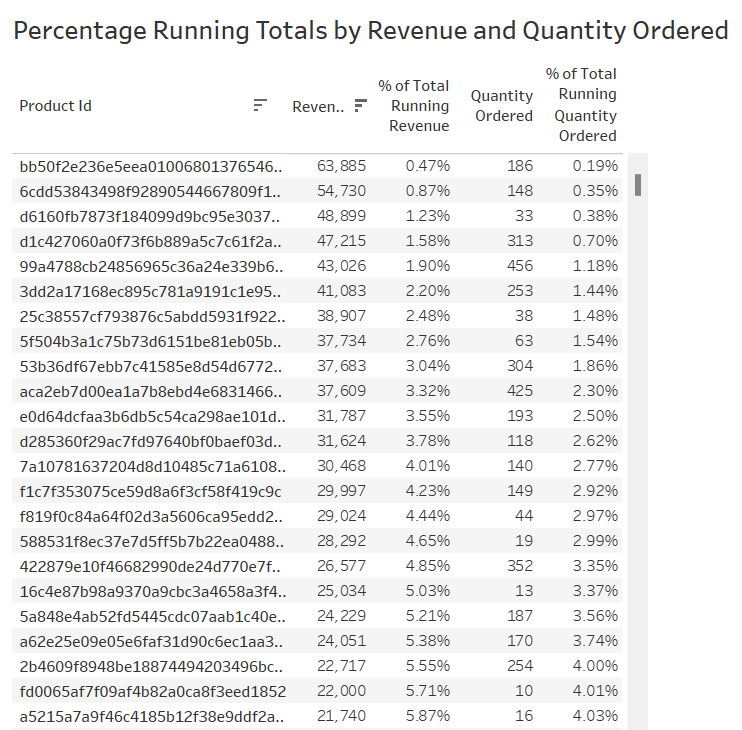 Percentage Running Totals by Revenue and Quantity Ordered
Product Id Reven.. % of Total Running Revenue Quantity Ordered % of Total Running Quantity Ordered
bb50f2e236e5eea01006801376546.. 63,885 0.47% 186 0.19%
6cdd53843498f92890544667809f1.. 54,730 0.87% 148 0.35%
d6160fb7873f184099d9bc95e3037.. 48,899 1.23% 33 0.38%
d1c427060a0f73f6b889a5c7c61f2a.. 47,215 1.58% 313 0.70%
99a4788cb24856965c36a24e339b6.. 43,026 1.90% 456 1.18%
3dd2a17168ec895c781a9191c1e95.. 41,083 2.20% 253 1.44%
25c38557cf793876c5abdd5931f922.. 38,907 2.48% 38 1.48%
5f504b3a1c75b73d6151be81eb05b.. 37,734 2.76% 63 1.54%
53b36df67ebb7c41585e8d54d6772.. 37,683 3.04% 304 1.86%
aca2eb7d00ea1a7b8ebd4e6831466.. 37,609 3.32% 425 2.30%
e0d64dcfaa3b6db5c54ca298ae101d.. 31,787 3.55% 193 2.50%
d285360f29ac7fd97640bf0baef03d.. 31,624 3.78% 118 2.62%
7a10781637204d8d10485c71a6108.. 30,468 4.01% 140 2.77%
f1c7f353075ce59d8a6f3cf58f419c9c 29,997 4.23% 149 2.92%
f819f0c84a64f02d3a5606ca95edd2.. 29,024 4.44% 44 2.97%
588531f8ec37e7d5ff5b7b22ea0488.. 28,292 4.65% 19 2.99%
422879e10f46682990de24d770e7f.. 26,577 4.85% 352 3.35%
16c4e87b98a9370a9cbc3a4658a3f4.. 25,034 5.03% 13 3.37%
5a848e4ab52fd5445cdc07aab1c40e.. 24,229 5.21% 187 3.56%
a62e25e09e05e6faf31d90c6ec1aa3.. 24,051 5.38% 170 3.74%
2b4609f8948be18874494203496bc.. 22,717 5.55% 254 4.00%
fd0065af7f09af4b82a0ca8f3eed1852 22,000 5.71% 10 4.01%
a5215a7a9f46c4185b12f38e9ddf2a.. 21,740 5.87% 16 4.03%